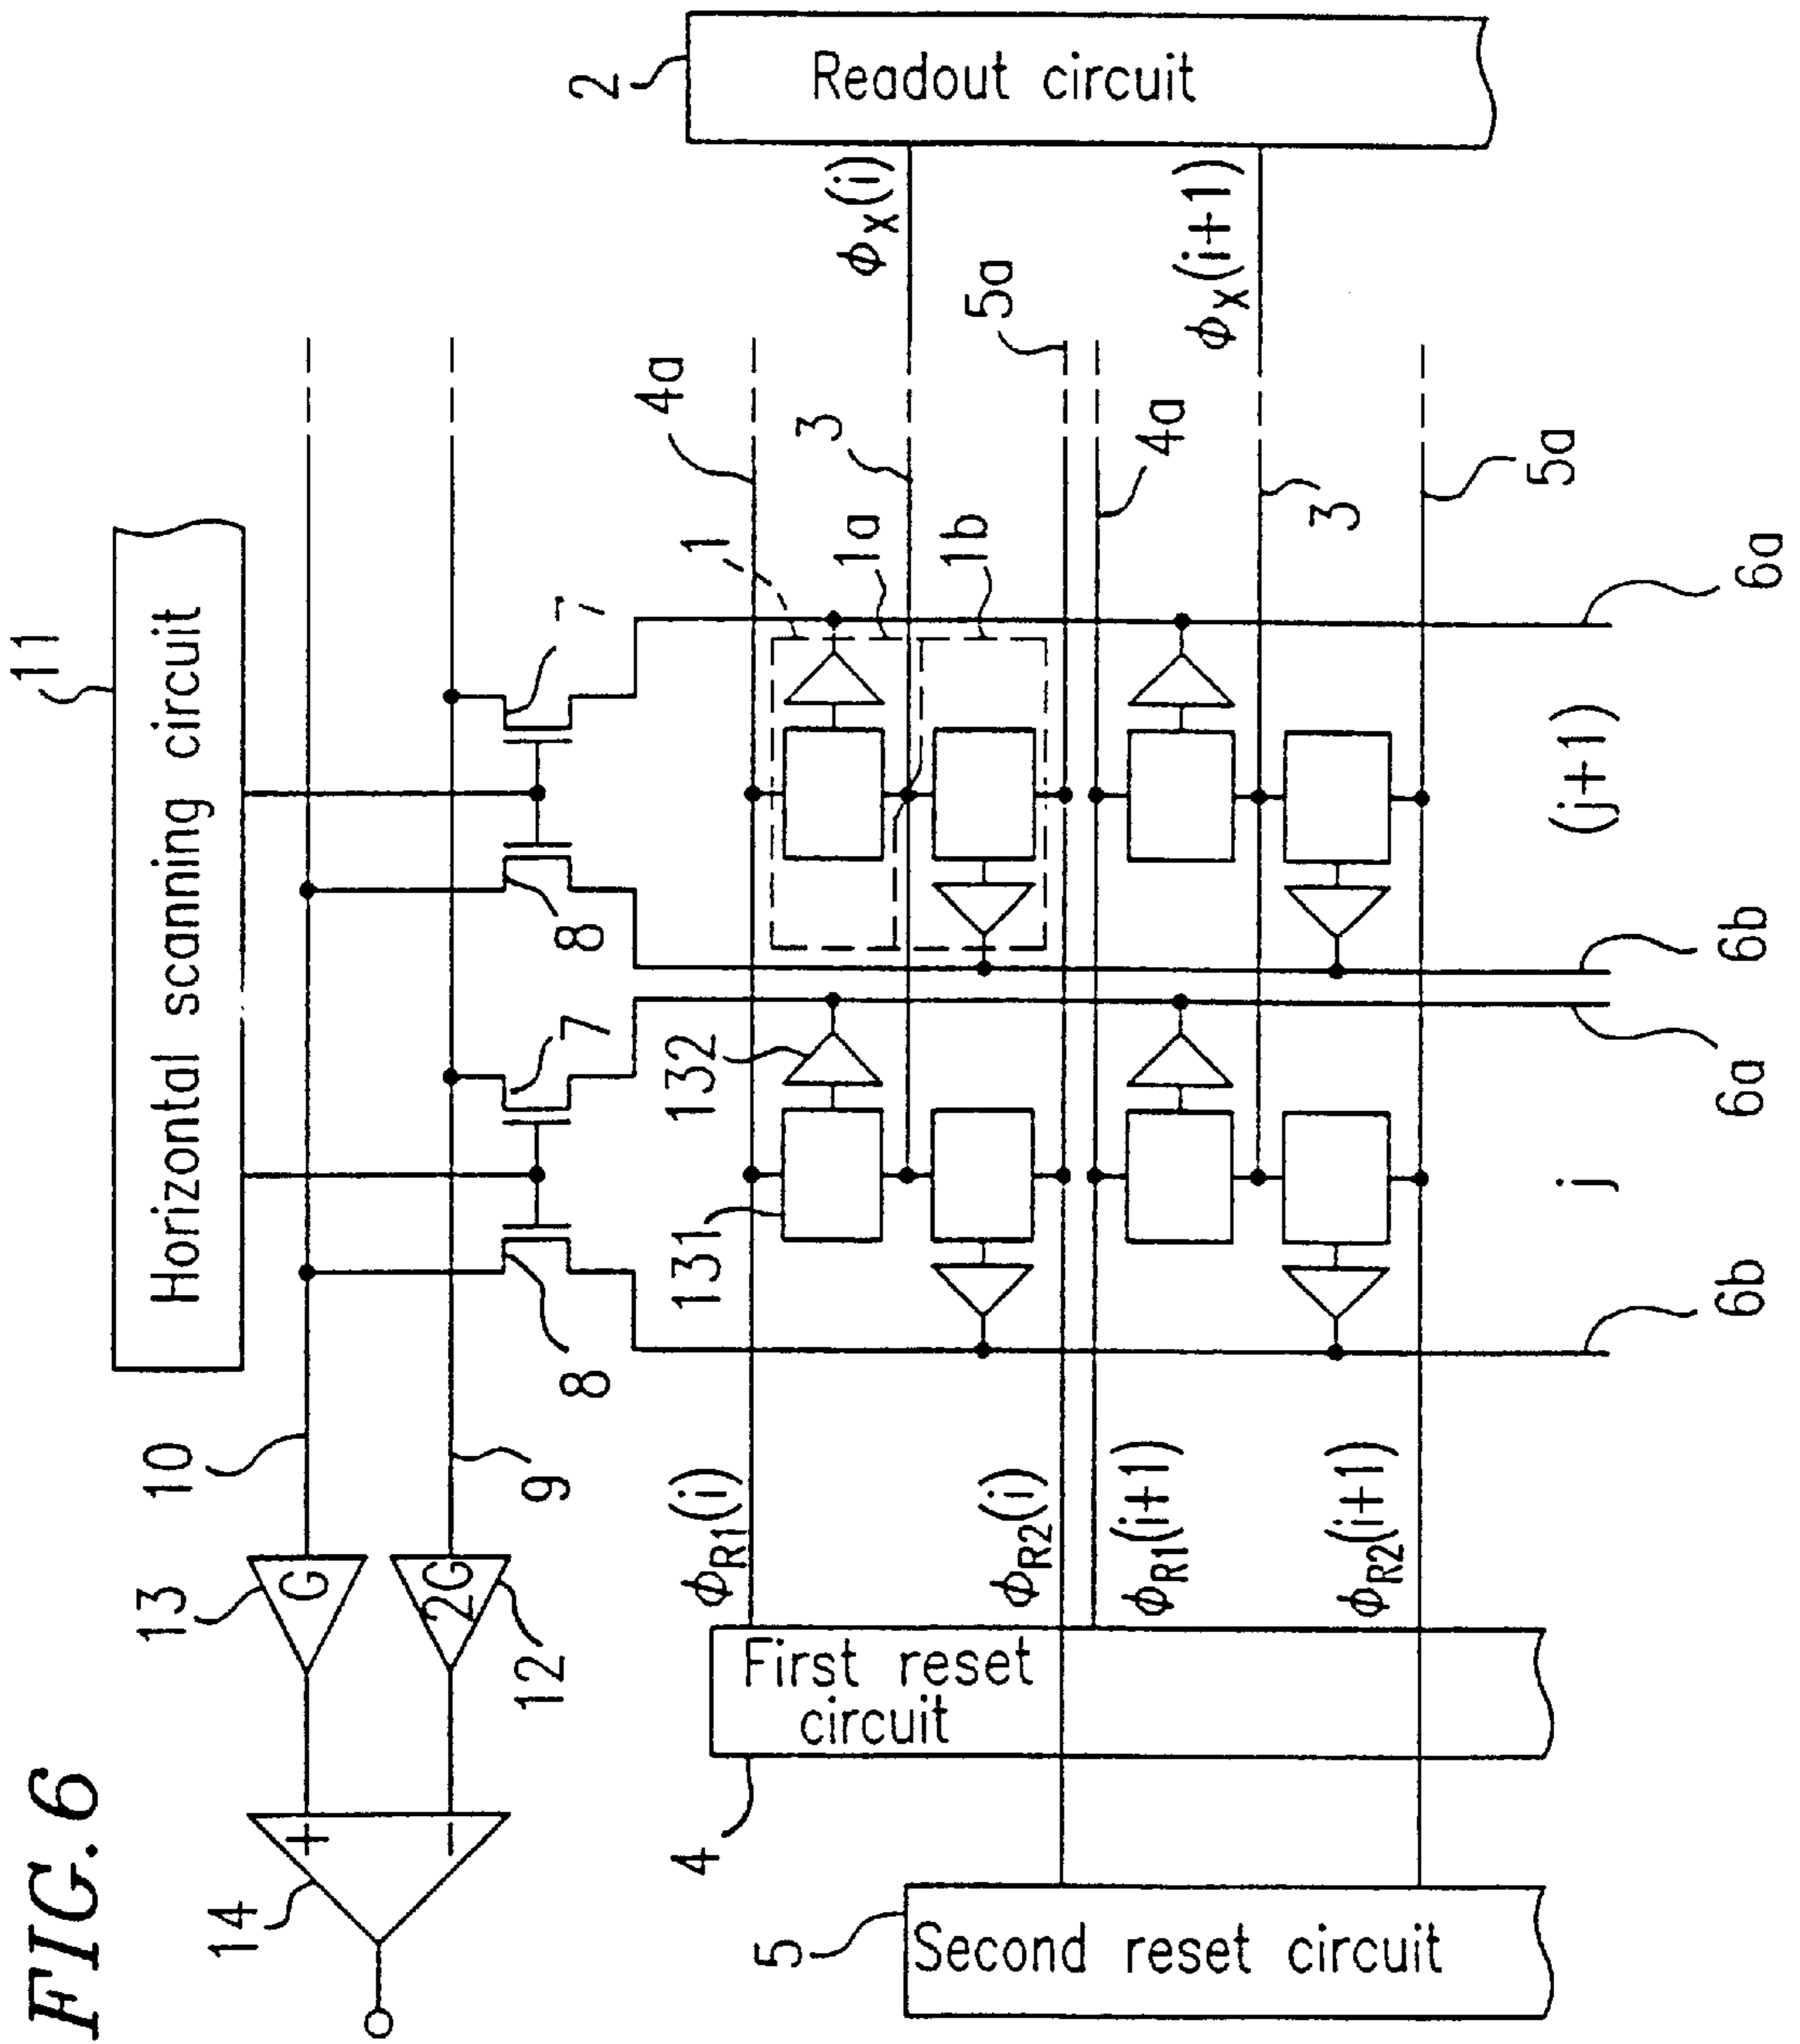 FIG.6
11
Horizontal scanning circuit
2
Readout circuit
14
+
−
13
G
10
12
2G
9
8
7
8
7
4
First reset
circuit
5
Second reset circuit
ϕR1(i)
ϕR2(i)
ϕR1(i+1)
ϕR2(i+1)
ϕX(i)
ϕX(i+1)
131
132
1
1a
1b
4a
3
5a
4a
3
5a
j
(j+1)
6b
6a
6b
6a